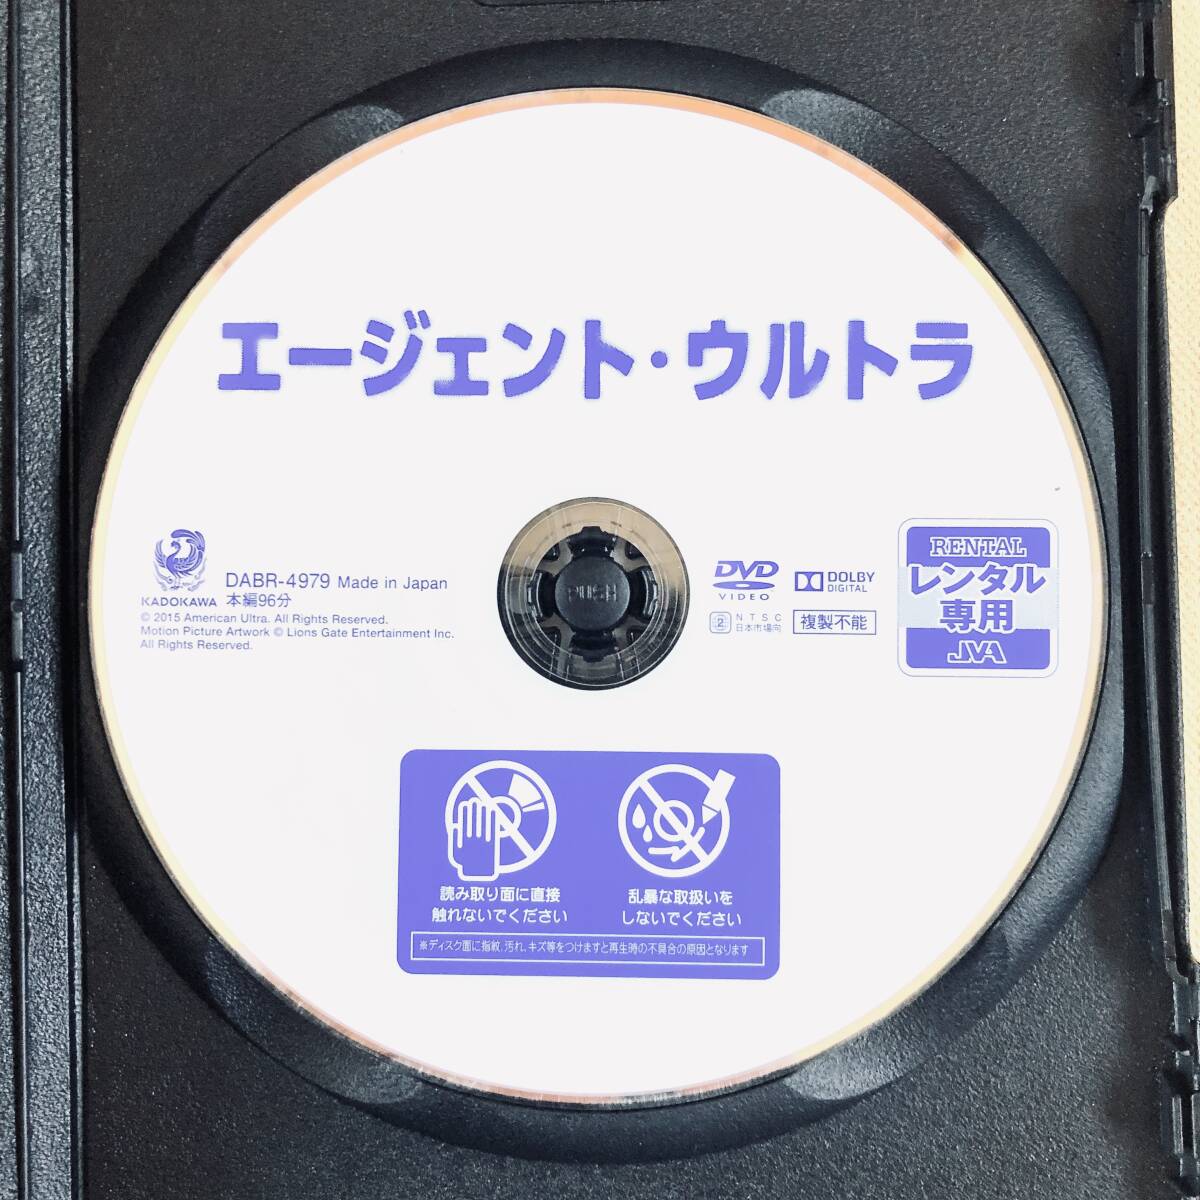 エージェント・ウルトラ
KADOKAWA
DABR-4979 Made in Japan
本編96分
© 2015 American Ultra. All Rights Reserved.
Motion Picture Artwork © Lions Gate Entertainment Inc.
All Rights Reserved.
PUSH
DVD
VIDEO
DOLBY
DIGITAL
2
NTSC
日本市場向
複製不能
RENTAL
レンタル
専用
JVA
読み取り面に直接
触れないでください
乱暴な取扱いを
しないでください
※ディスク面に指紋、汚れ、キズ等をつけますと再生時の不具合の原因となります